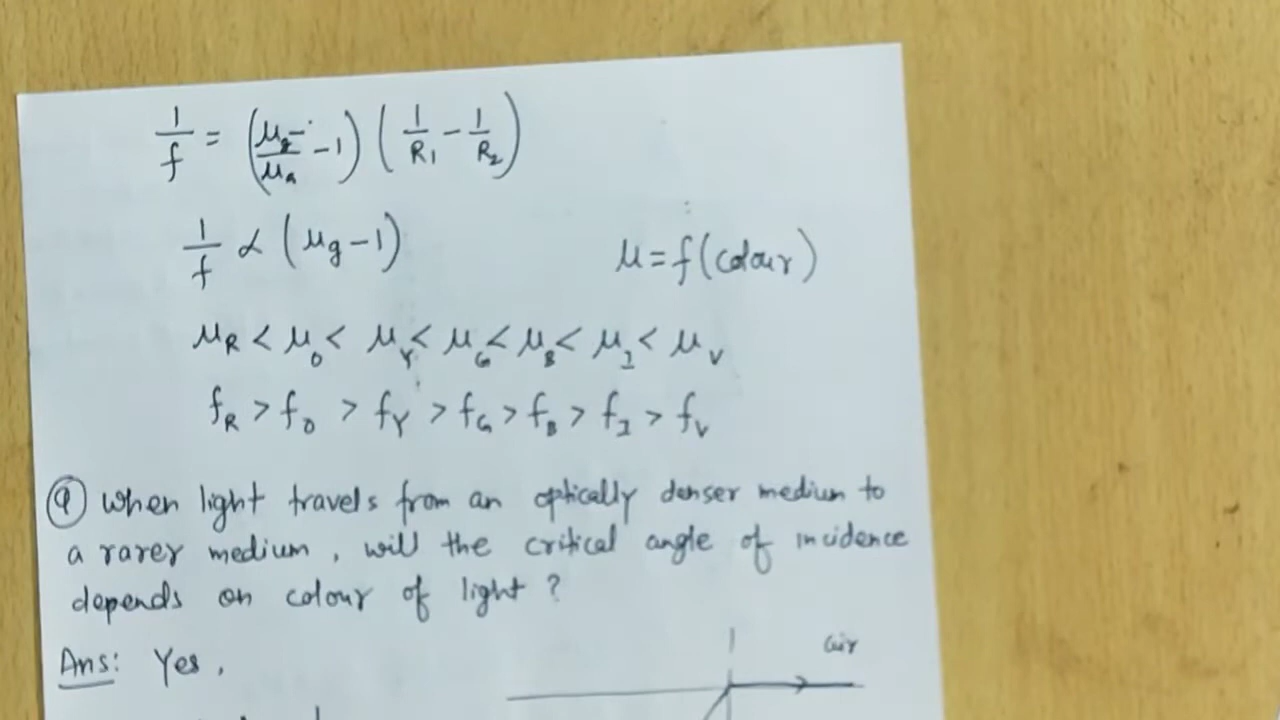 1/f = (μg/μa - 1) (1/R1 - 1/R2)
1/f ∝ (μg - 1)
μ = f(colour)
μR < μO < μY < μG < μB < μI < μV
fR > fO > fY > fG > fB > fI > fV
Q When light travels from an optically denser medium to
a rarer medium, will the critical angle of incidence
depends on colour of light ?
Ans: Yes,
air